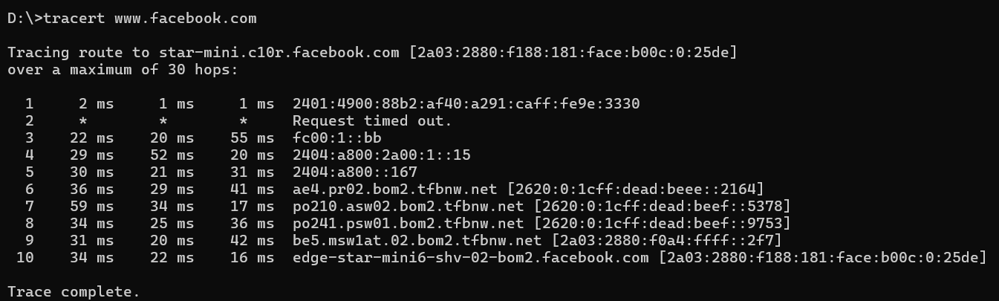 D:\>tracert www.facebook.com
Tracing route to star-mini.c10r.facebook.com [2a03:2880:f188:181:face:b00c:0:25de]
over a maximum of 30 hops:
1 2 ms 1 ms 1 ms 2401:4900:88b2:af40:a291:caff:fe9e:3330
2 * * * Request timed out.
3 22 ms 20 ms 55 ms fc00:1::bb
4 29 ms 52 ms 20 ms 2404:a800:2a00:1::15
5 30 ms 21 ms 31 ms 2404:a800::167
6 36 ms 29 ms 41 ms ae4.pr02.bom2.tfbnw.net [2620:0:1cff:dead:beee::2164]
7 59 ms 34 ms 17 ms po210.asw02.bom2.tfbnw.net [2620:0:1cff:dead:beef::5378]
8 34 ms 25 ms 36 ms po241.psw01.bom2.tfbnw.net [2620:0:1cff:dead:beef::9753]
9 31 ms 20 ms 42 ms be5.msw1at.02.bom2.tfbnw.net [2a03:2880:f0a4:ffff::2f7]
10 34 ms 22 ms 16 ms edge-star-mini6-shv-02-bom2.facebook.com [2a03:2880:f188:181:face:b00c:0:25de]
Trace complete.